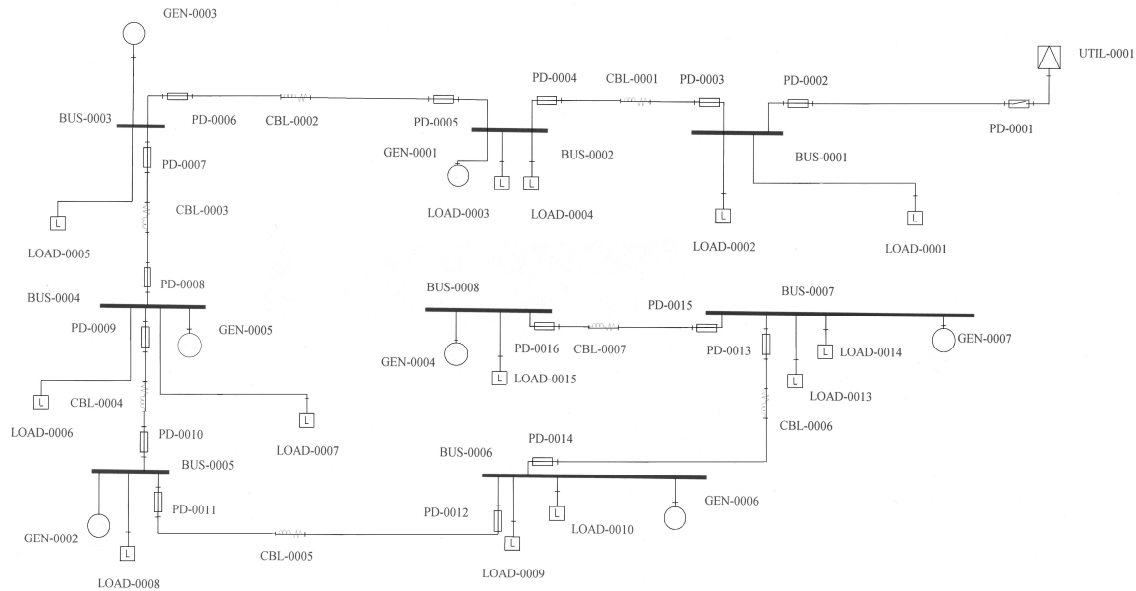 GEN-0003
UTIL-0001
PD-0004
CBL-0001
PD-0003
PD-0002
BUS-0003
PD-0006
CBL-0002
PD-0005
PD-0001
GEN-0001
BUS-0002
BUS-0001
PD-0007
CBL-0003
LOAD-0003
LOAD-0004
L
L
L
L
L
LOAD-0005
LOAD-0002
LOAD-0001
PD-0008
BUS-0004
BUS-0008
BUS-0007
PD-0015
PD-0009
GEN-0005
PD-0016
CBL-0007
PD-0013
GEN-0007
GEN-0004
L
LOAD-0014
L
LOAD-0015
L
LOAD-0013
L
CBL-0004
LOAD-0006
L
LOAD-0007
CBL-0006
PD-0010
PD-0014
BUS-0006
BUS-0005
GEN-0006
PD-0011
PD-0012
L
LOAD-0010
GEN-0002
L
L
CBL-0005
LOAD-0009
LOAD-0008